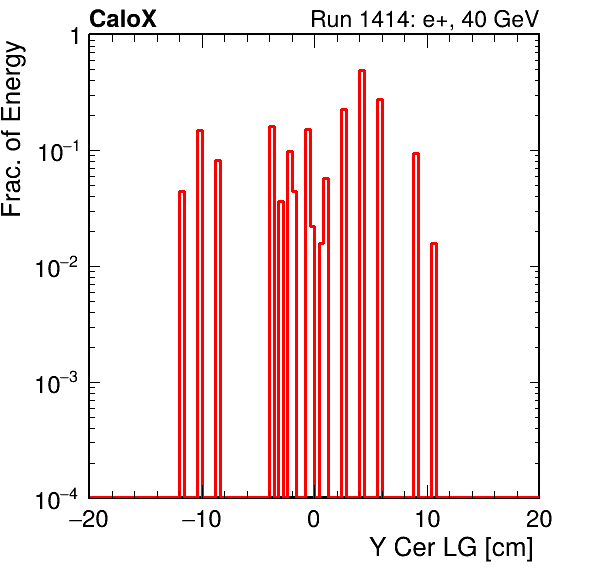 CaloX Run 1414: e+, 40 GeV
Frac. of Energy
1
10⁻¹
10⁻²
10⁻³
10⁻⁴
−20 −10 0 10 20
Y Cer LG [cm]